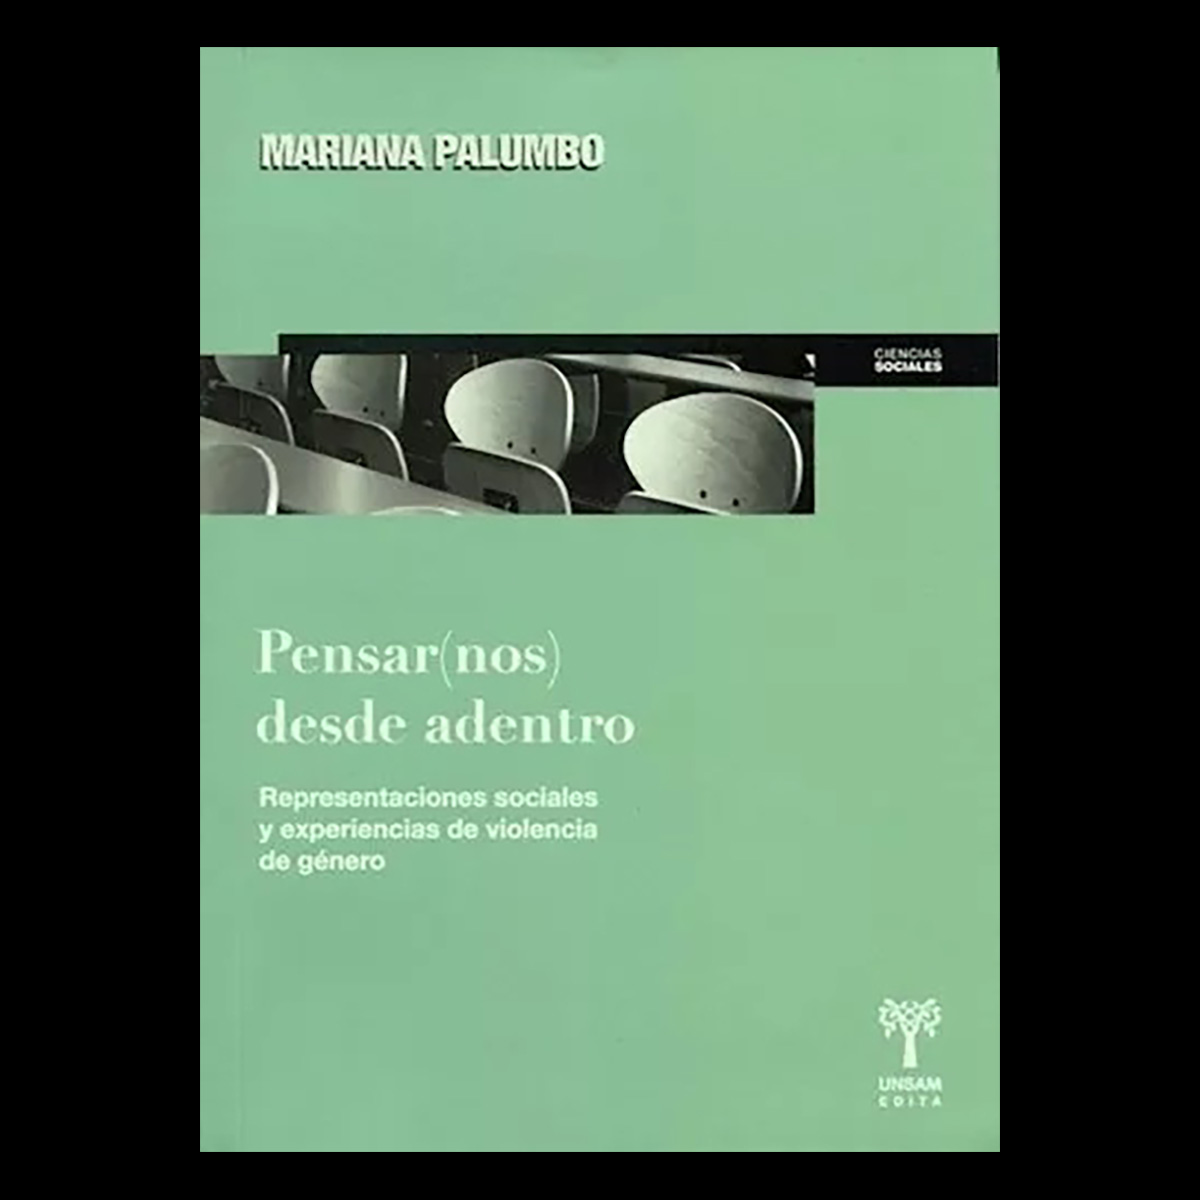 MARIANA PALUMBO
CIENCIAS
SOCIALES
Pensar(nos)
desde adentro
Representaciones sociales
y experiencias de violencia
de género
UNSAM
EDITA